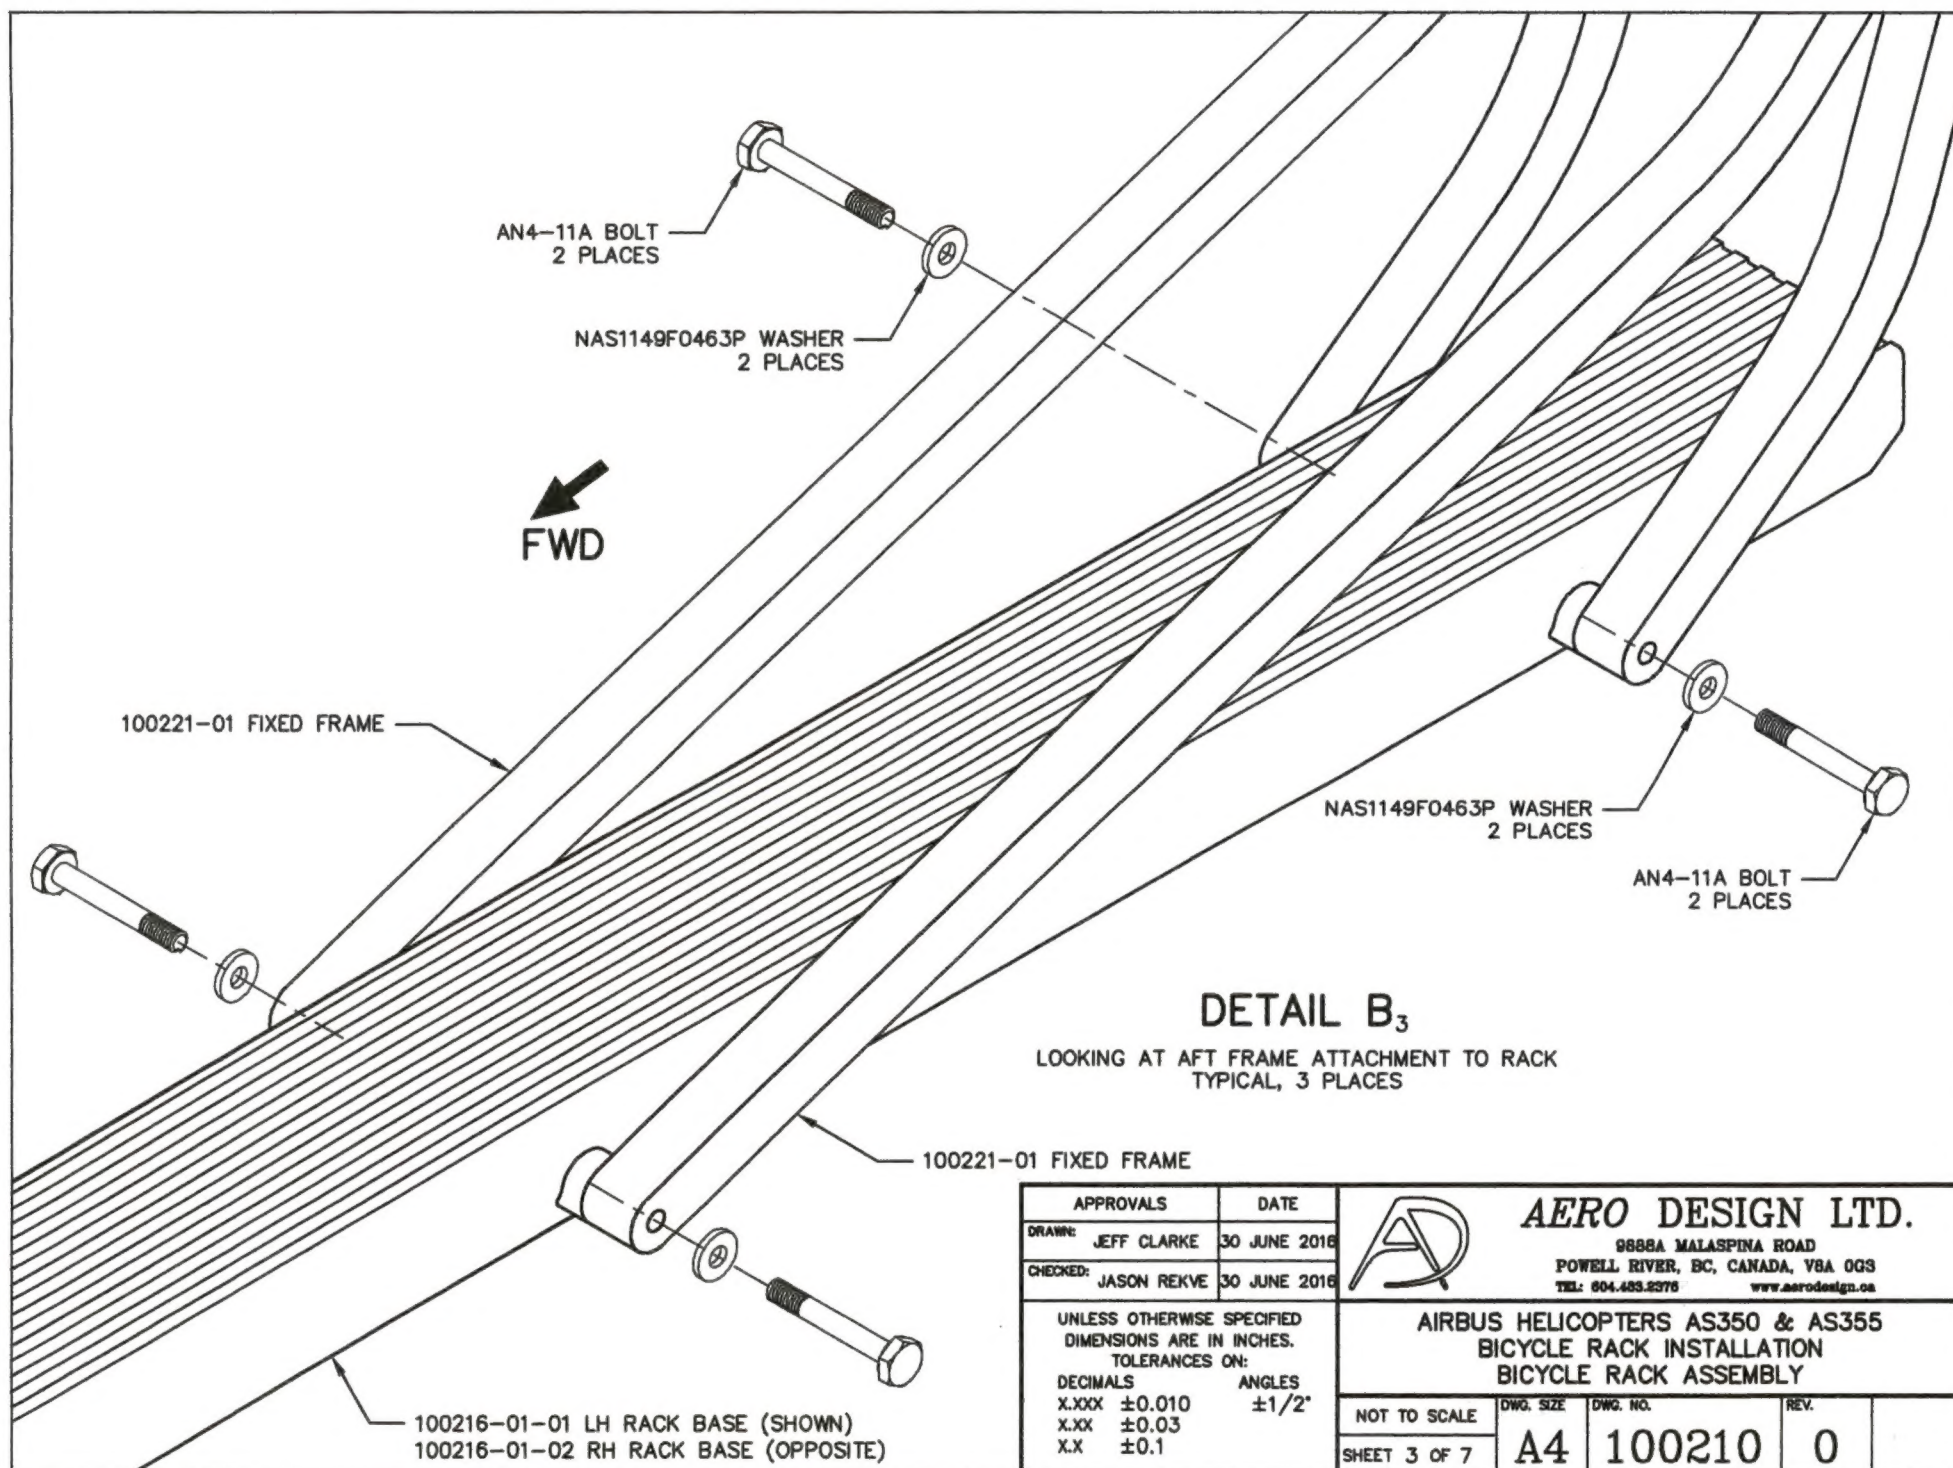 AN4-11A BOLT
2 PLACES
NAS1149F0463P WASHER
2 PLACES
FWD
100221-01 FIXED FRAME
NAS1149F0463P WASHER
2 PLACES
AN4-11A BOLT
2 PLACES
DETAIL B₃
LOOKING AT AFT FRAME ATTACHMENT TO RACK
TYPICAL, 3 PLACES
100221-01 FIXED FRAME
100216-01-01 LH RACK BASE (SHOWN)
100216-01-02 RH RACK BASE (OPPOSITE)
APPROVALS DATE
DRAWN: JEFF CLARKE 30 JUNE 2016
CHECKED: JASON REKVE 30 JUNE 2016
UNLESS OTHERWISE SPECIFIED
DIMENSIONS ARE IN INCHES.
TOLERANCES ON:
DECIMALS ANGLES
X.XXX ±0.010 ±1/2°
X.XX ±0.03
X.X ±0.1
AD
AERO DESIGN LTD.
9888A MALASPINA ROAD
POWELL RIVER, BC, CANADA, V8A 0G3
TEL: 604.483.2376 www.aerodesign.ca
AIRBUS HELICOPTERS AS350 & AS355
BICYCLE RACK INSTALLATION
BICYCLE RACK ASSEMBLY
NOT TO SCALE
SHEET 3 OF 7
DWG. SIZE
A4
DWG. NO.
100210
REV.
0